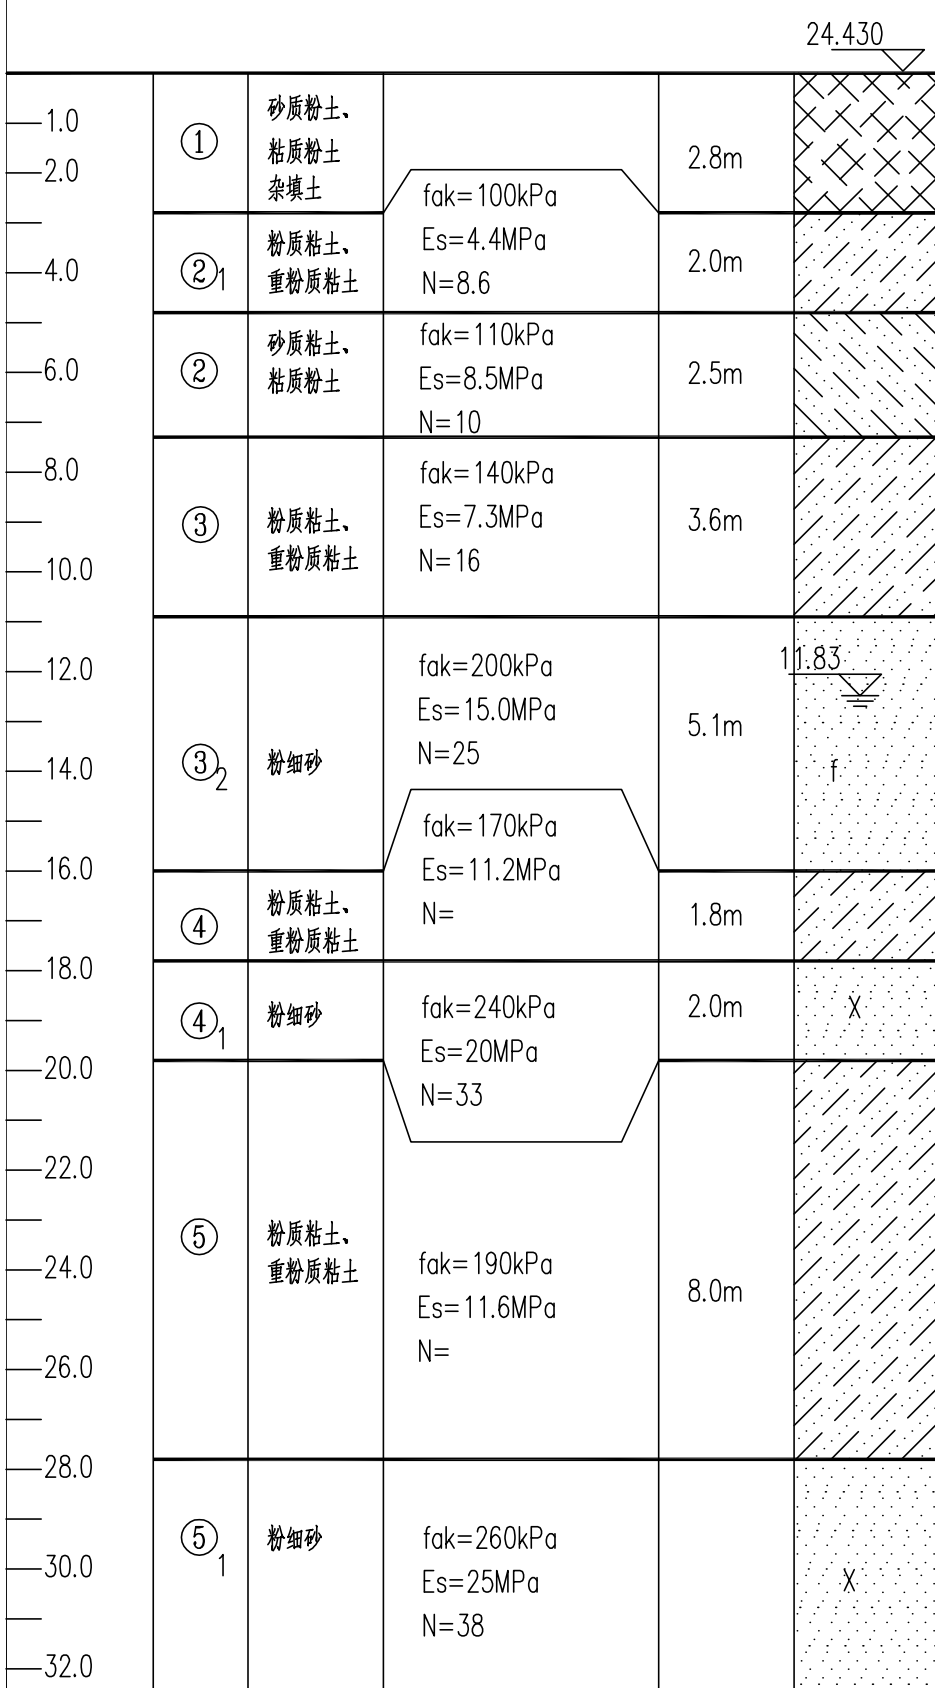 24.430
1.0
2.0
4.0
6.0
8.0
10.0
12.0
14.0
16.0
18.0
20.0
22.0
24.0
26.0
28.0
30.0
32.0
①
砂质粉土、
粘质粉土
杂填土
2.8m
②1
粉质粘土、
重粉质粘土
fak=100kPa
Es=4.4MPa
N=8.6
2.0m
②
砂质粘土、
粘质粉土
fak=110kPa
Es=8.5MPa
N=10
2.5m
③
粉质粘土、
重粉质粘土
fak=140kPa
Es=7.3MPa
N=16
3.6m
③2
粉细砂
fak=200kPa
Es=15.0MPa
N=25
5.1m
11.83
f
④
粉质粘土、
重粉质粘土
fak=170kPa
Es=11.2MPa
N=
1.8m
④1
粉细砂
fak=240kPa
Es=20MPa
N=33
2.0m
X
⑤
粉质粘土、
重粉质粘土
fak=190kPa
Es=11.6MPa
N=
8.0m
⑤1
粉细砂
fak=260kPa
Es=25MPa
N=38
X